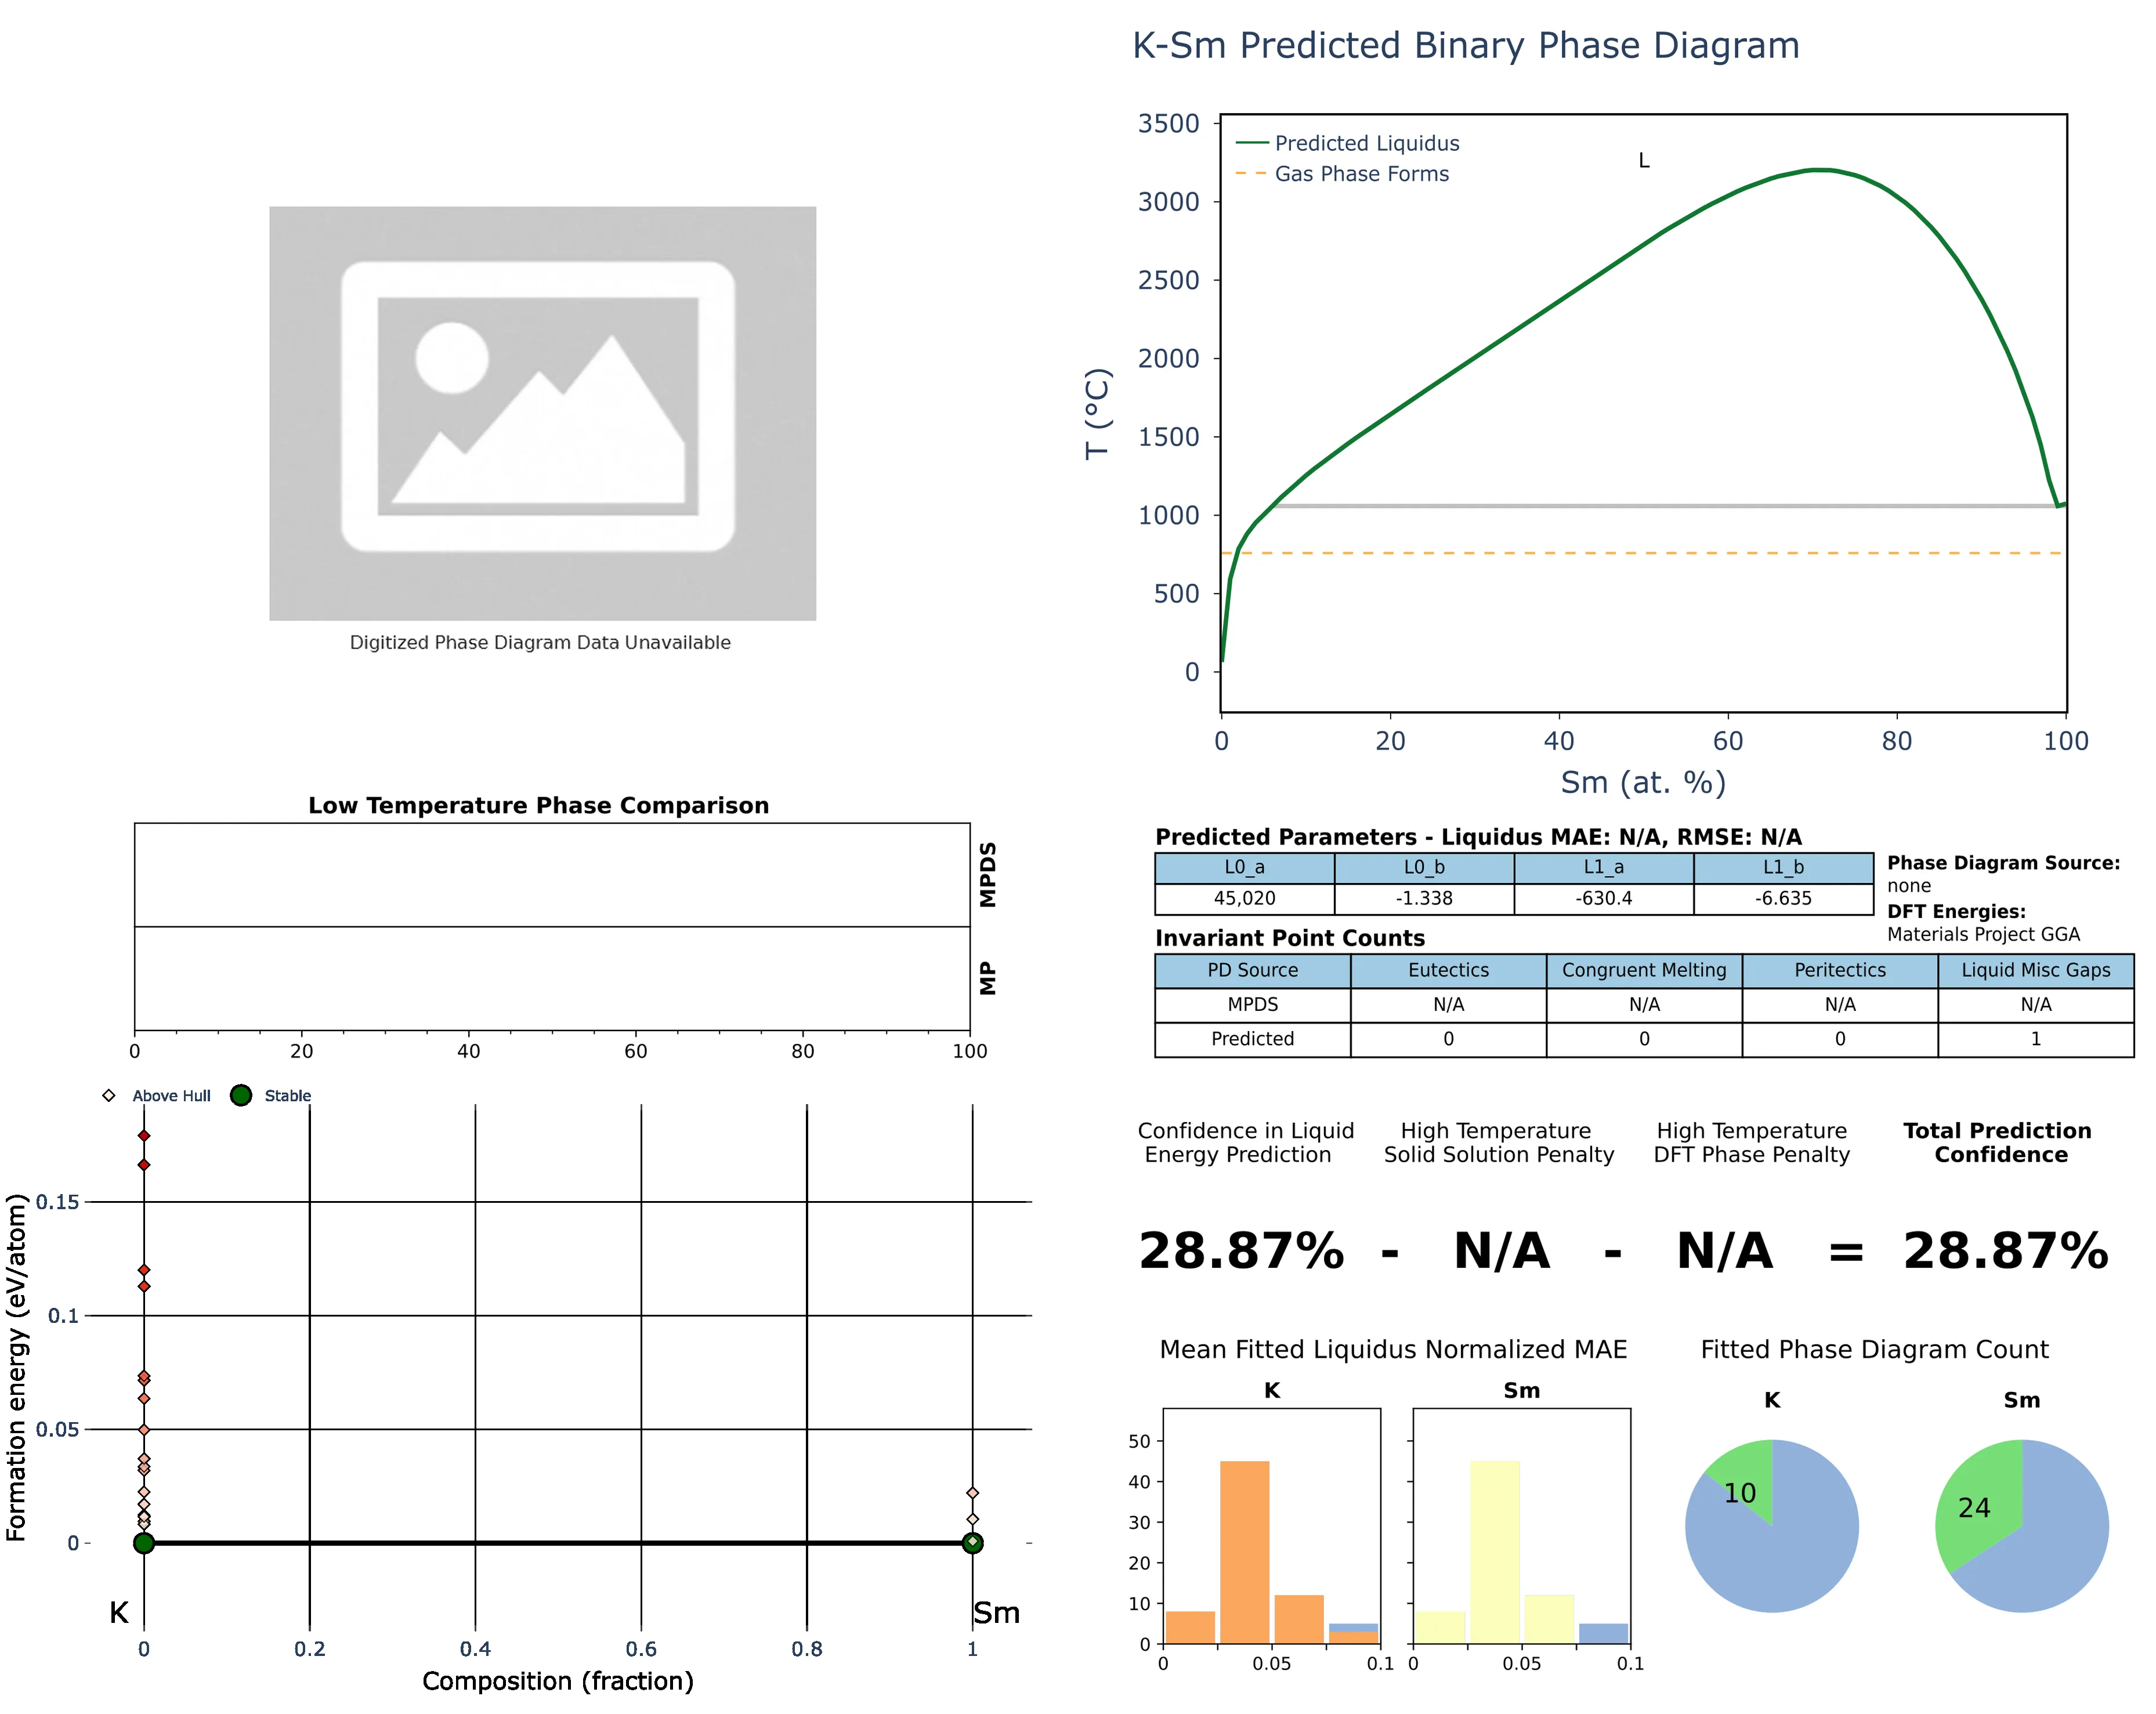 K-Sm Predicted Binary Phase Diagram
3500
3000
2500
2000
1500
1000
500
0
T (°C)
Predicted Liquidus
Gas Phase Forms
L
0 20 40 60 80 100
Sm (at. %)
Digitized Phase Diagram Data Unavailable
Low Temperature Phase Comparison
MPDS
MP
0 20 40 60 80 100
Predicted Parameters - Liquidus MAE: N/A, RMSE: N/A
L0_a L0_b L1_a L1_b
45,020 -1.338 -630.4 -6.635
Phase Diagram Source:
none
DFT Energies:
Materials Project GGA
Invariant Point Counts
PD Source Eutectics Congruent Melting Peritectics Liquid Misc Gaps
MPDS N/A N/A N/A N/A
Predicted 0 0 0 1
Above Hull Stable
0.15
0.1
0.05
0
Formation energy (eV/atom)
K Sm
0 0.2 0.4 0.6 0.8 1
Composition (fraction)
Confidence in Liquid
Energy Prediction
High Temperature
Solid Solution Penalty
High Temperature
DFT Phase Penalty
Total Prediction
Confidence
28.87% - N/A - N/A = 28.87%
Mean Fitted Liquidus Normalized MAE
K Sm
50
40
30
20
10
0
0 0.05 0.1 0 0.05 0.1
Fitted Phase Diagram Count
K Sm
10 24